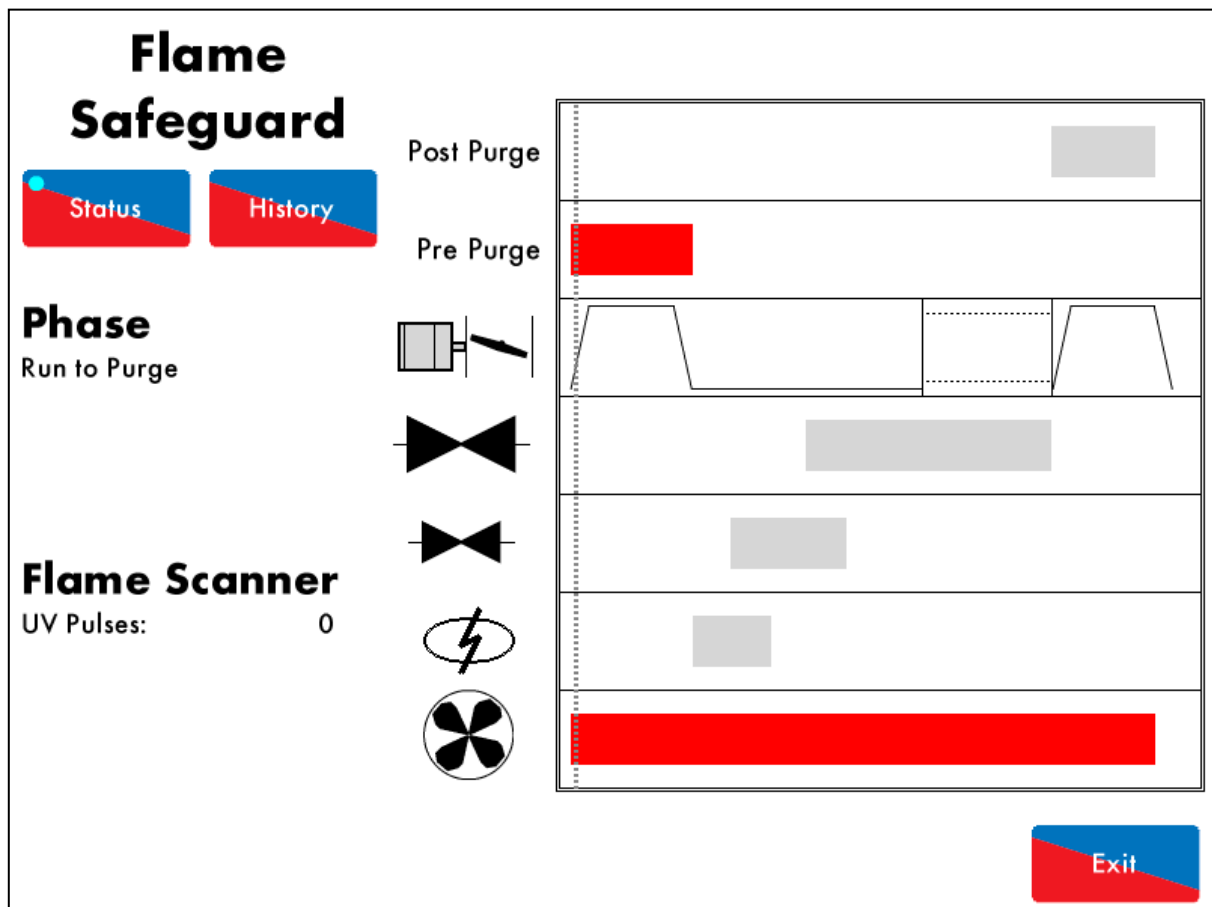 Flame
Safeguard
Status
History
Post Purge
Pre Purge
Phase
Run to Purge
Flame Scanner
UV Pulses: 0
Exit